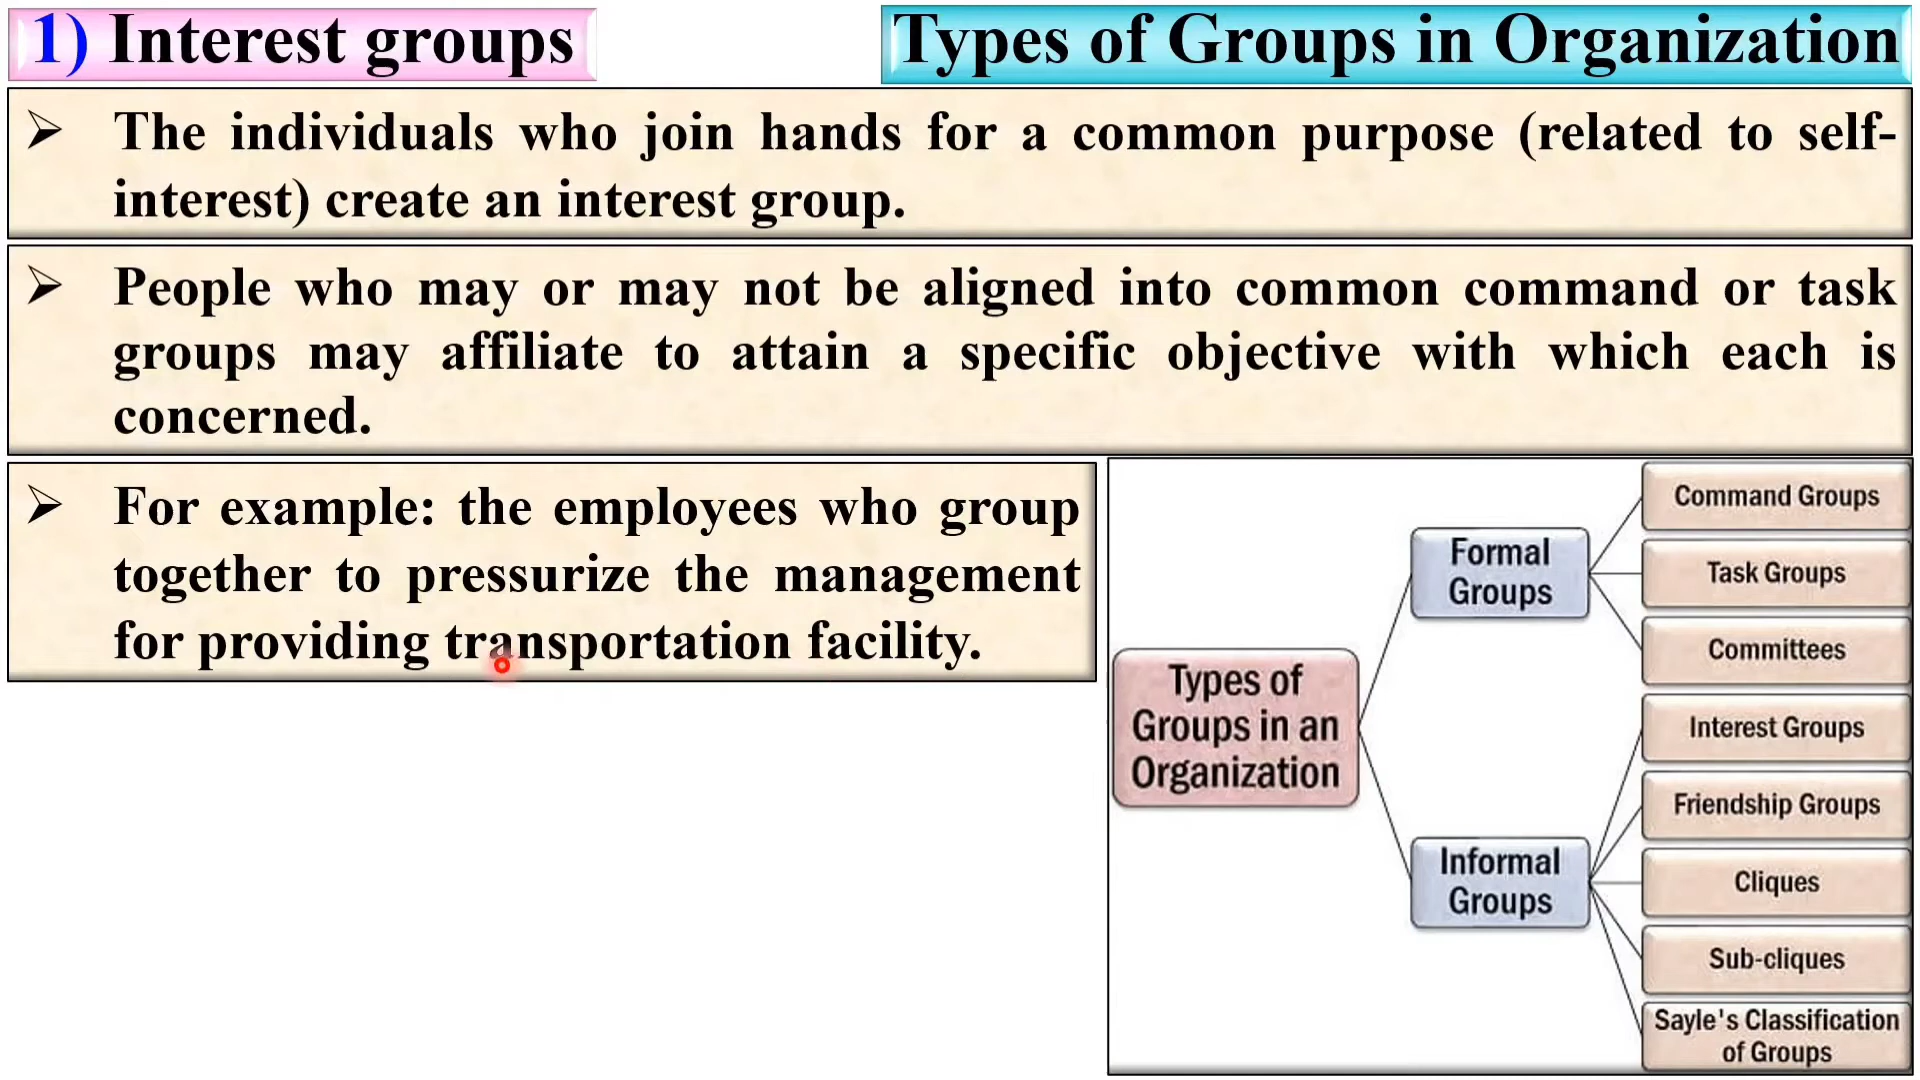 1) Interest groups
Types of Groups in Organization
➢ The individuals who join hands for a common purpose (related to self-
interest) create an interest group.
➢ People who may or may not be aligned into common command or task
groups may affiliate to attain a specific objective with which each is
concerned.
➢ For example: the employees who group
together to pressurize the management
for providing transportation facility.
Types of
Groups in an
Organization
Formal
Groups
Command Groups
Task Groups
Committees
Informal
Groups
Interest Groups
Friendship Groups
Cliques
Sub-cliques
Sayle's Classification
of Groups